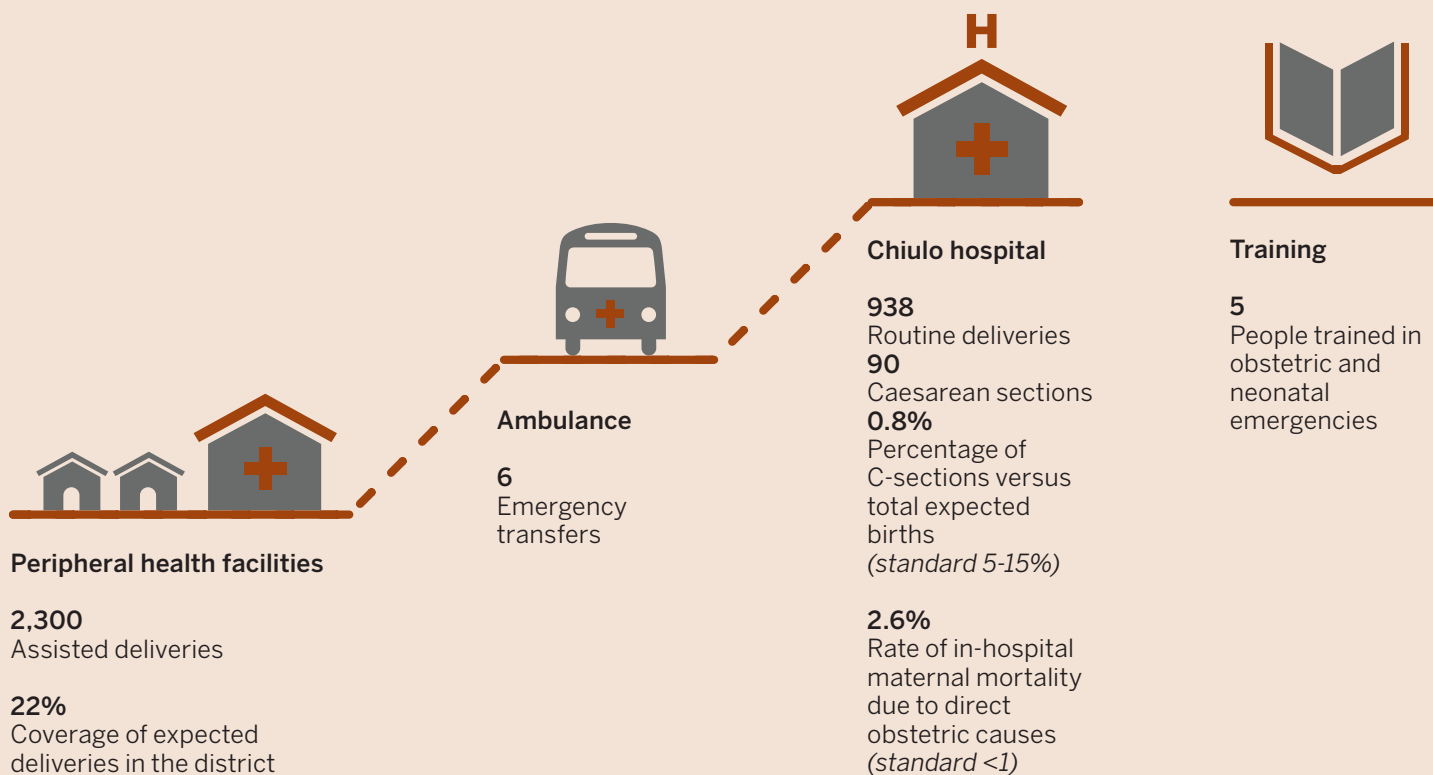 Peripheral health facilities
2,300
Assisted deliveries
22%
Coverage of expected
deliveries in the district
Ambulance
6
Emergency
transfers
H
Chiulo hospital
938
Routine deliveries
90
Caesarean sections
0.8%
Percentage of
C-sections versus
total expected
births
(standard 5-15%)
2.6%
Rate of in-hospital
maternal mortality
due to direct
obstetric causes
(standard <1)
Training
5
People trained in
obstetric and
neonatal
emergencies